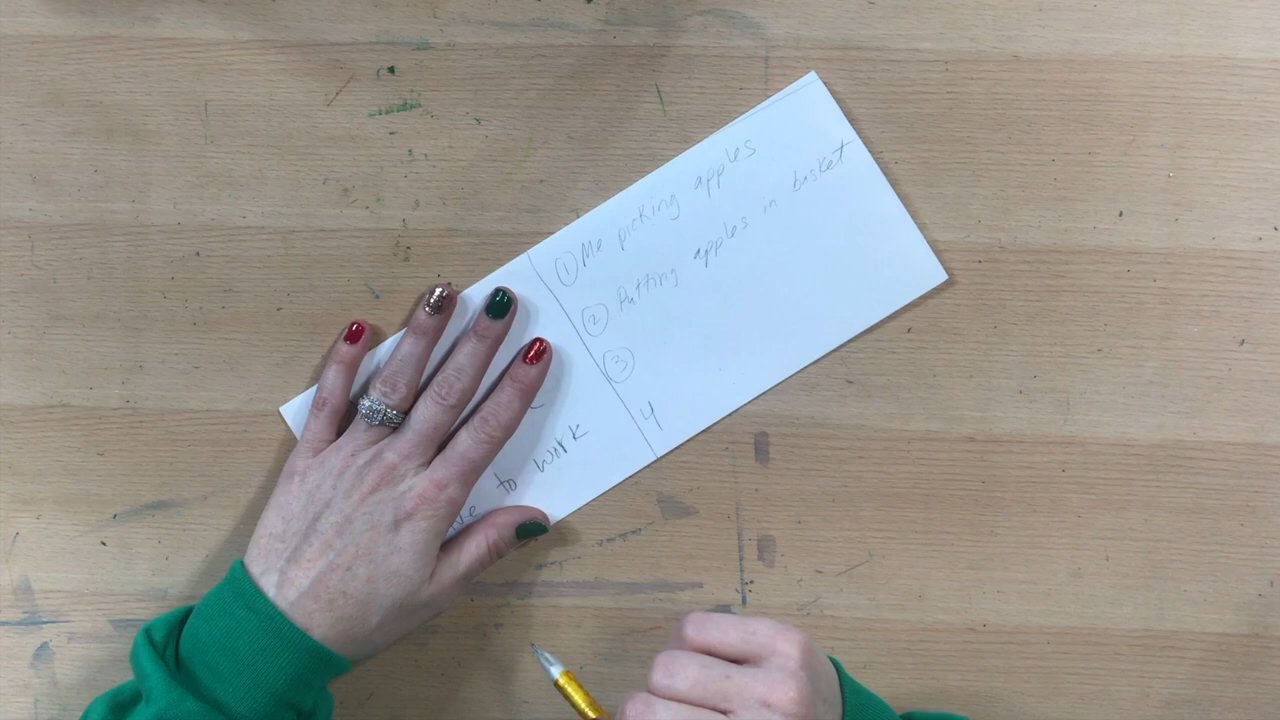 ① Me picking apples
② Putting apples in basket
③
4
to work